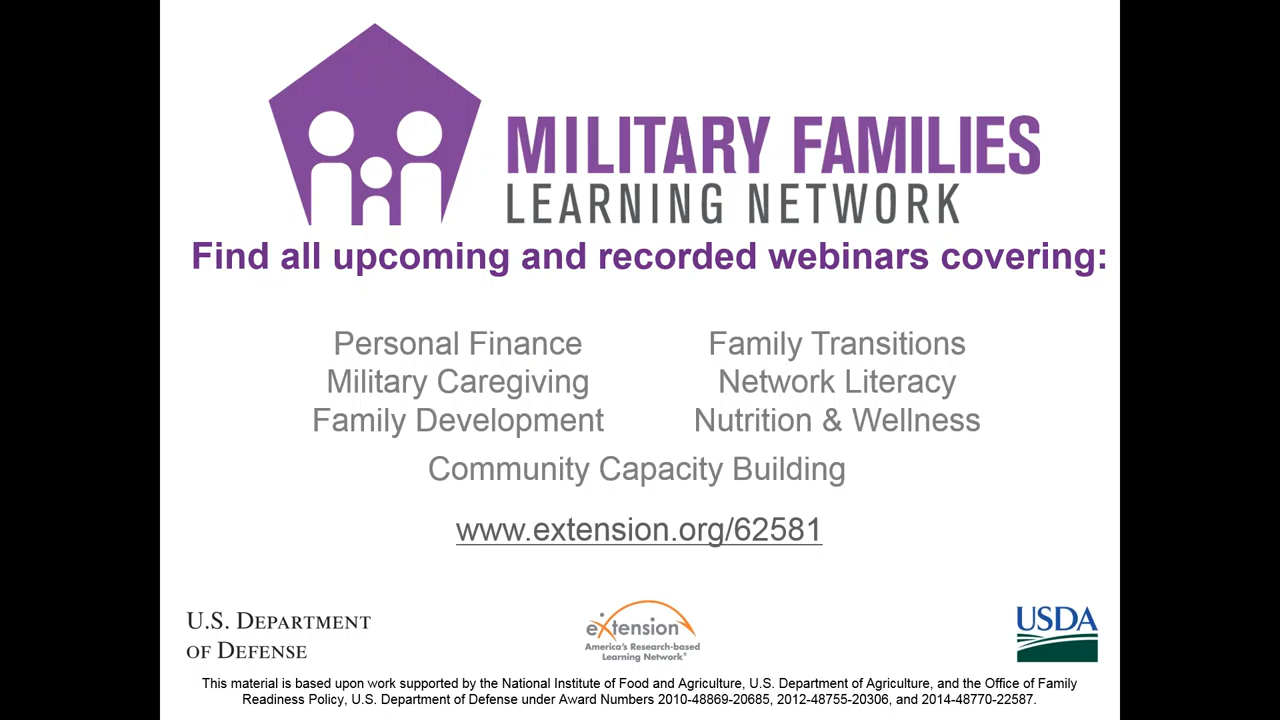 MILITARY FAMILIES
LEARNING NETWORK
Find all upcoming and recorded webinars covering:
Personal Finance
Military Caregiving
Family Development
Family Transitions
Network Literacy
Nutrition & Wellness
Community Capacity Building
www.extension.org/62581
U.S. DEPARTMENT
OF DEFENSE
eXtension
America's Research-based
Learning Network®
USDA
This material is based upon work supported by the National Institute of Food and Agriculture, U.S. Department of Agriculture, and the Office of Family
Readiness Policy, U.S. Department of Defense under Award Numbers 2010-48869-20685, 2012-48755-20306, and 2014-48770-22587.